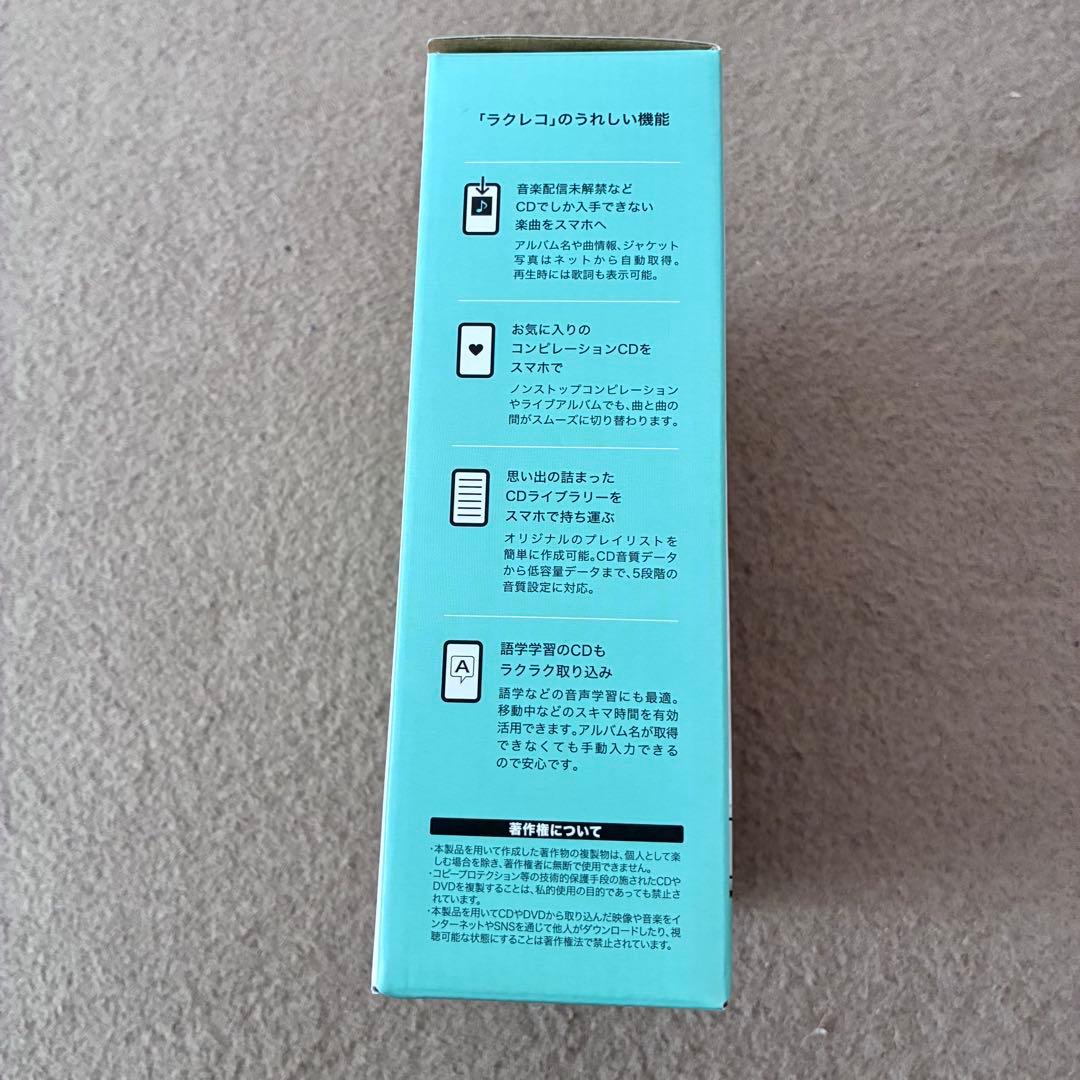 「ラクレコ」のうれしい機能
音楽配信未解禁など
CDでしか入手できない
楽曲をスマホへ
アルバム名や曲情報、ジャケット
写真はネットから自動取得。
再生時には歌詞も表示可能。
お気に入りの
コンピレーションCDを
スマホで
ノンストップコンピレーション
やライブアルバムでも、曲と曲の
間がスムーズに切り替わります。
思い出の詰まった
CDライブラリーを
スマホで持ち運ぶ
オリジナルのプレイリストを
簡単に作成可能。CD音質データ
から低容量データまで、5段階の
音質設定に対応。
A
語学学習のCDも
ラクラク取り込み
語学などの音声学習にも最適。
移動中などのスキマ時間を有効
活用できます。アルバム名が取得
できなくても手動入力できる
ので安心です。
著作権について
・本製品を用いて作成した著作物の複製物は、個人として楽
しむ場合を除き、著作権者に無断で使用できません。
・コピープロテクション等の技術的保護手段の施されたCDや
DVDを複製することは、私的使用の目的であっても禁止さ
れています。
・本製品を用いてCDやDVDから取り込んだ映像や音楽をイ
ンターネットやSNSを通じて他人がダウンロードしたり、視
聴可能な状態にすることは著作権法で禁止されています。